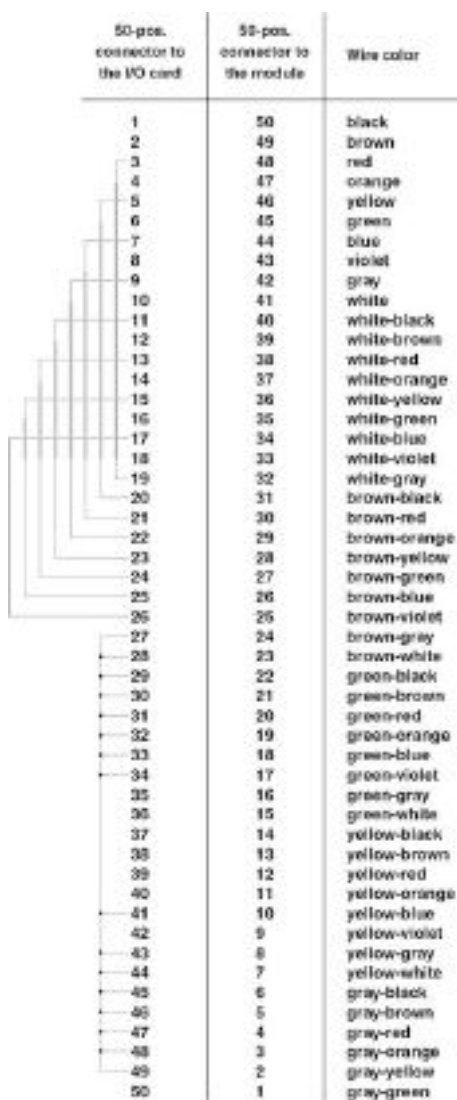 50-pos. 50-pos.
connector to connector to Wire color
the I/O card the module
1 50 black
2 49 brown
3 48 red
4 47 orange
5 46 yellow
6 45 green
7 44 blue
8 43 violet
9 42 gray
10 41 white
11 40 white-black
12 39 white-brown
13 38 white-red
14 37 white-orange
15 36 white-yellow
16 35 white-green
17 34 white-blue
18 33 white-violet
19 32 white-gray
20 31 brown-black
21 30 brown-red
22 29 brown-orange
23 28 brown-yellow
24 27 brown-green
25 26 brown-blue
26 25 brown-violet
27 24 brown-gray
28 23 brown-white
29 22 green-black
30 21 green-brown
31 20 green-red
32 19 green-orange
33 18 green-blue
34 17 green-violet
35 16 green-gray
36 15 green-white
37 14 yellow-black
38 13 yellow-brown
39 12 yellow-red
40 11 yellow-orange
41 10 yellow-blue
42 9 yellow-violet
43 8 yellow-gray
44 7 yellow-white
45 6 gray-black
46 5 gray-brown
47 4 gray-red
48 3 gray-orange
49 2 gray-yellow
50 1 gray-green